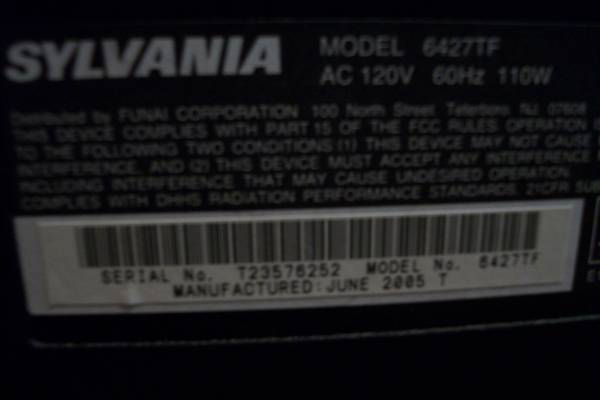 SYLVANIA
MODEL 6427TF
AC 120V 60Hz 110W
Distributed by FUNAI CORPORATION 100 North Street, Teterboro, NJ. 07608
THIS DEVICE COMPLIES WITH PART 15 OF THE FCC RULES. OPERATION IS
TO THE FOLLOWING TWO CONDITIONS (1) THIS DEVICE MAY NOT CAUSE
INTERFERENCE, AND (2) THIS DEVICE MUST ACCEPT ANY INTERFERENCE
INCLUDING INTERFERENCE THAT MAY CAUSE UNDESIRED OPERATION.
COMPLIES WITH DHHS RADIATION PERFORMANCE STANDARDS, 21CFR SUB
SERIAL No. T23576252 MODEL No. 6427TF
MANUFACTURED:JUNE 2005 T